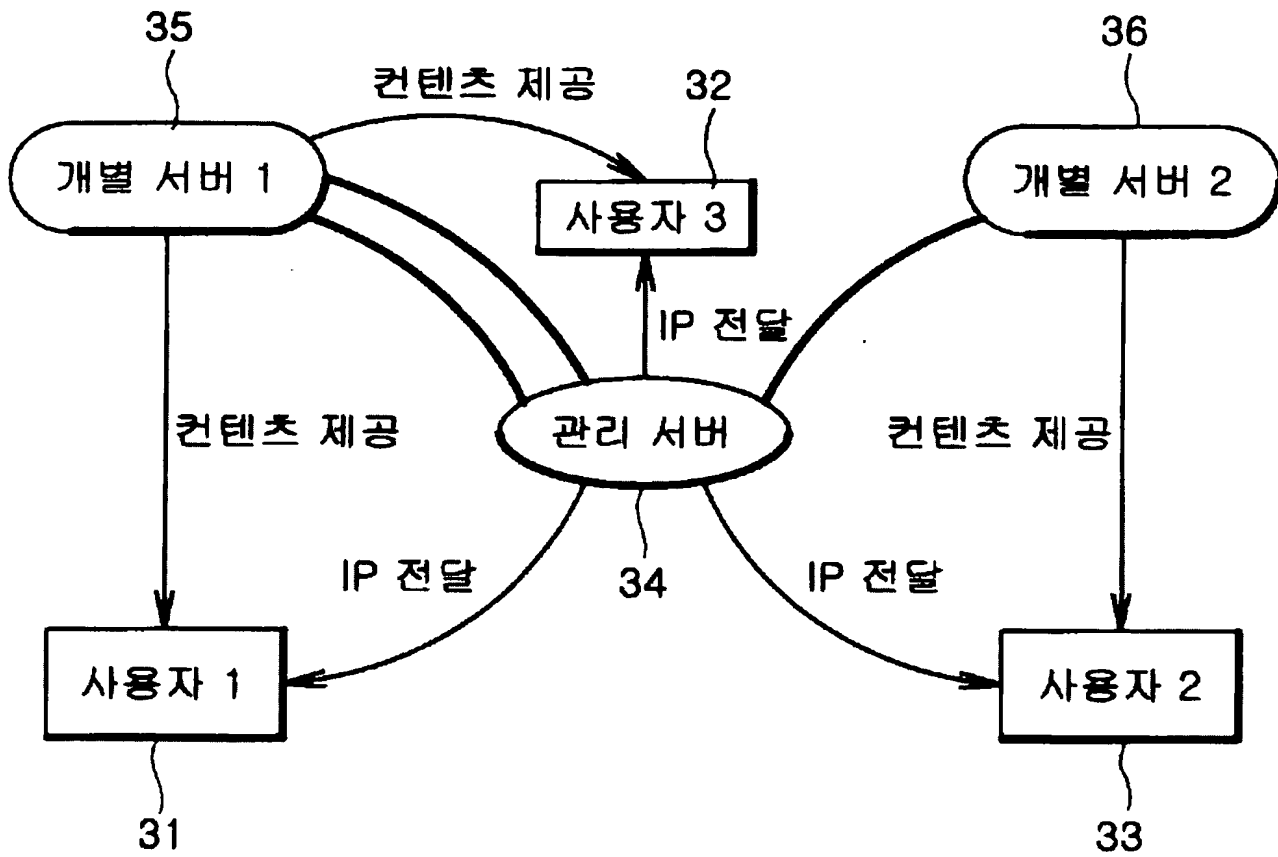 35
36
컨텐츠 제공
32
개별 서버 1
개별 서버 2
사용자 3
IP 전달
컨텐츠 제공
관리 서버
컨텐츠 제공
IP 전달
34
IP 전달
사용자 1
사용자 2
31
33